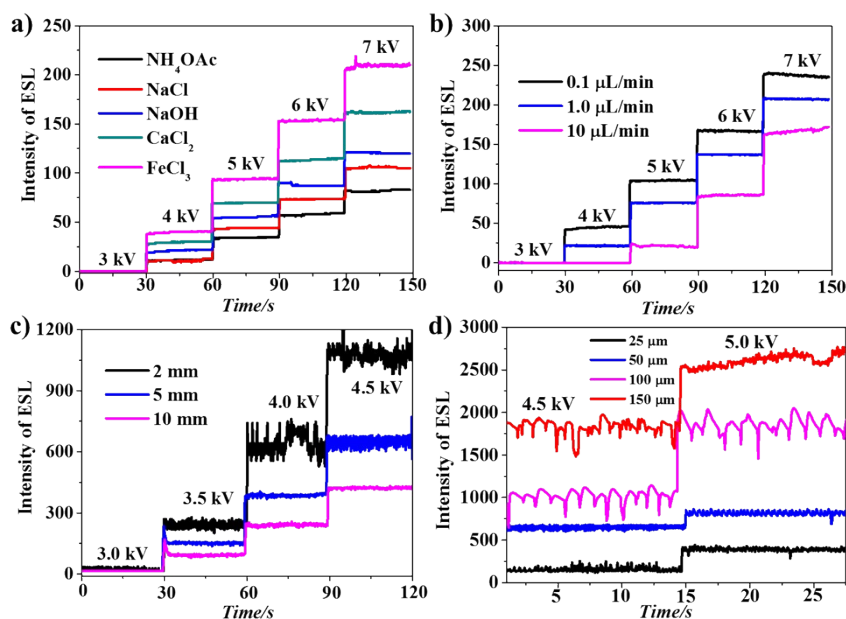 a)
Intensity of ESL
250
200
150
100
50
0
NH4OAc
NaCl
NaOH
CaCl2
FeCl3
3 kV
4 kV
5 kV
6 kV
7 kV
0 30 60 90 120 150
Time/s
b)
Intensity of ESL
300
250
200
150
100
50
0
0.1 μL/min
1.0 μL/min
10 μL/min
3 kV
4 kV
5 kV
6 kV
7 kV
0 30 60 90 120 150
Time/s
c)
Intensity of ESL
1200
900
600
300
0
2 mm
5 mm
10 mm
3.0 kV
3.5 kV
4.0 kV
4.5 kV
0 20 40 60 80 100 120
Time/s
d)
Intensity of ESL
3000
2500
2000
1500
1000
500
0
25 μm
50 μm
100 μm
150 μm
4.5 kV
5.0 kV
5 10 15 20 25
Time/s